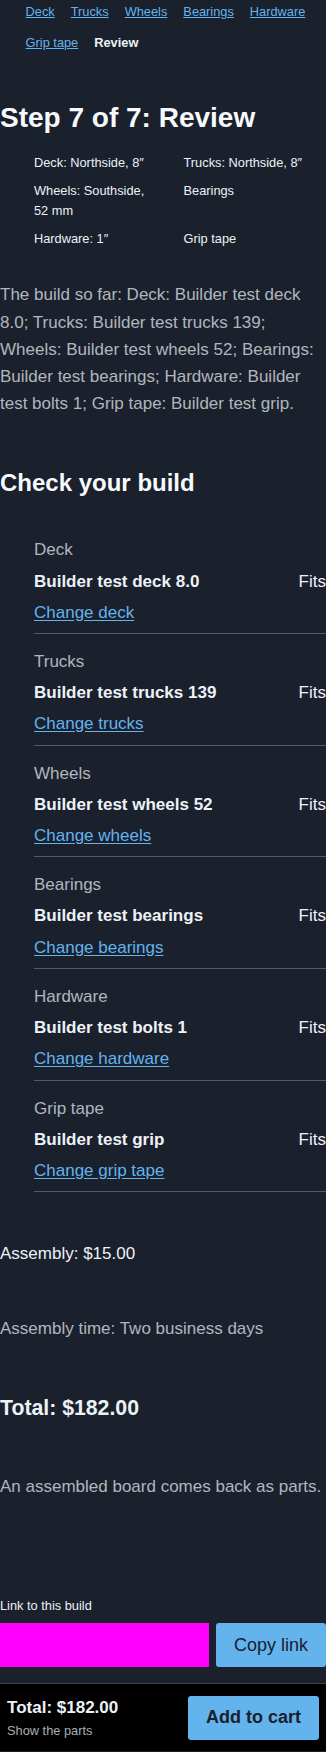 Deck Trucks Wheels Bearings Hardware
Grip tape Review
Step 7 of 7: Review
Deck: Northside, 8″ Trucks: Northside, 8″
Wheels: Southside, 52 mm Bearings
Hardware: 1″ Grip tape
The build so far: Deck: Builder test deck
8.0; Trucks: Builder test trucks 139;
Wheels: Builder test wheels 52; Bearings:
Builder test bearings; Hardware: Builder
test bolts 1; Grip tape: Builder test grip.
Check your build
Deck
Builder test deck 8.0 Fits
Change deck
Trucks
Builder test trucks 139 Fits
Change trucks
Wheels
Builder test wheels 52 Fits
Change wheels
Bearings
Builder test bearings Fits
Change bearings
Hardware
Builder test bolts 1 Fits
Change hardware
Grip tape
Builder test grip Fits
Change grip tape
Assembly: $15.00
Assembly time: Two business days
Total: $182.00
An assembled board comes back as parts.
Link to this build
Copy link
Total: $182.00
Show the parts
Add to cart